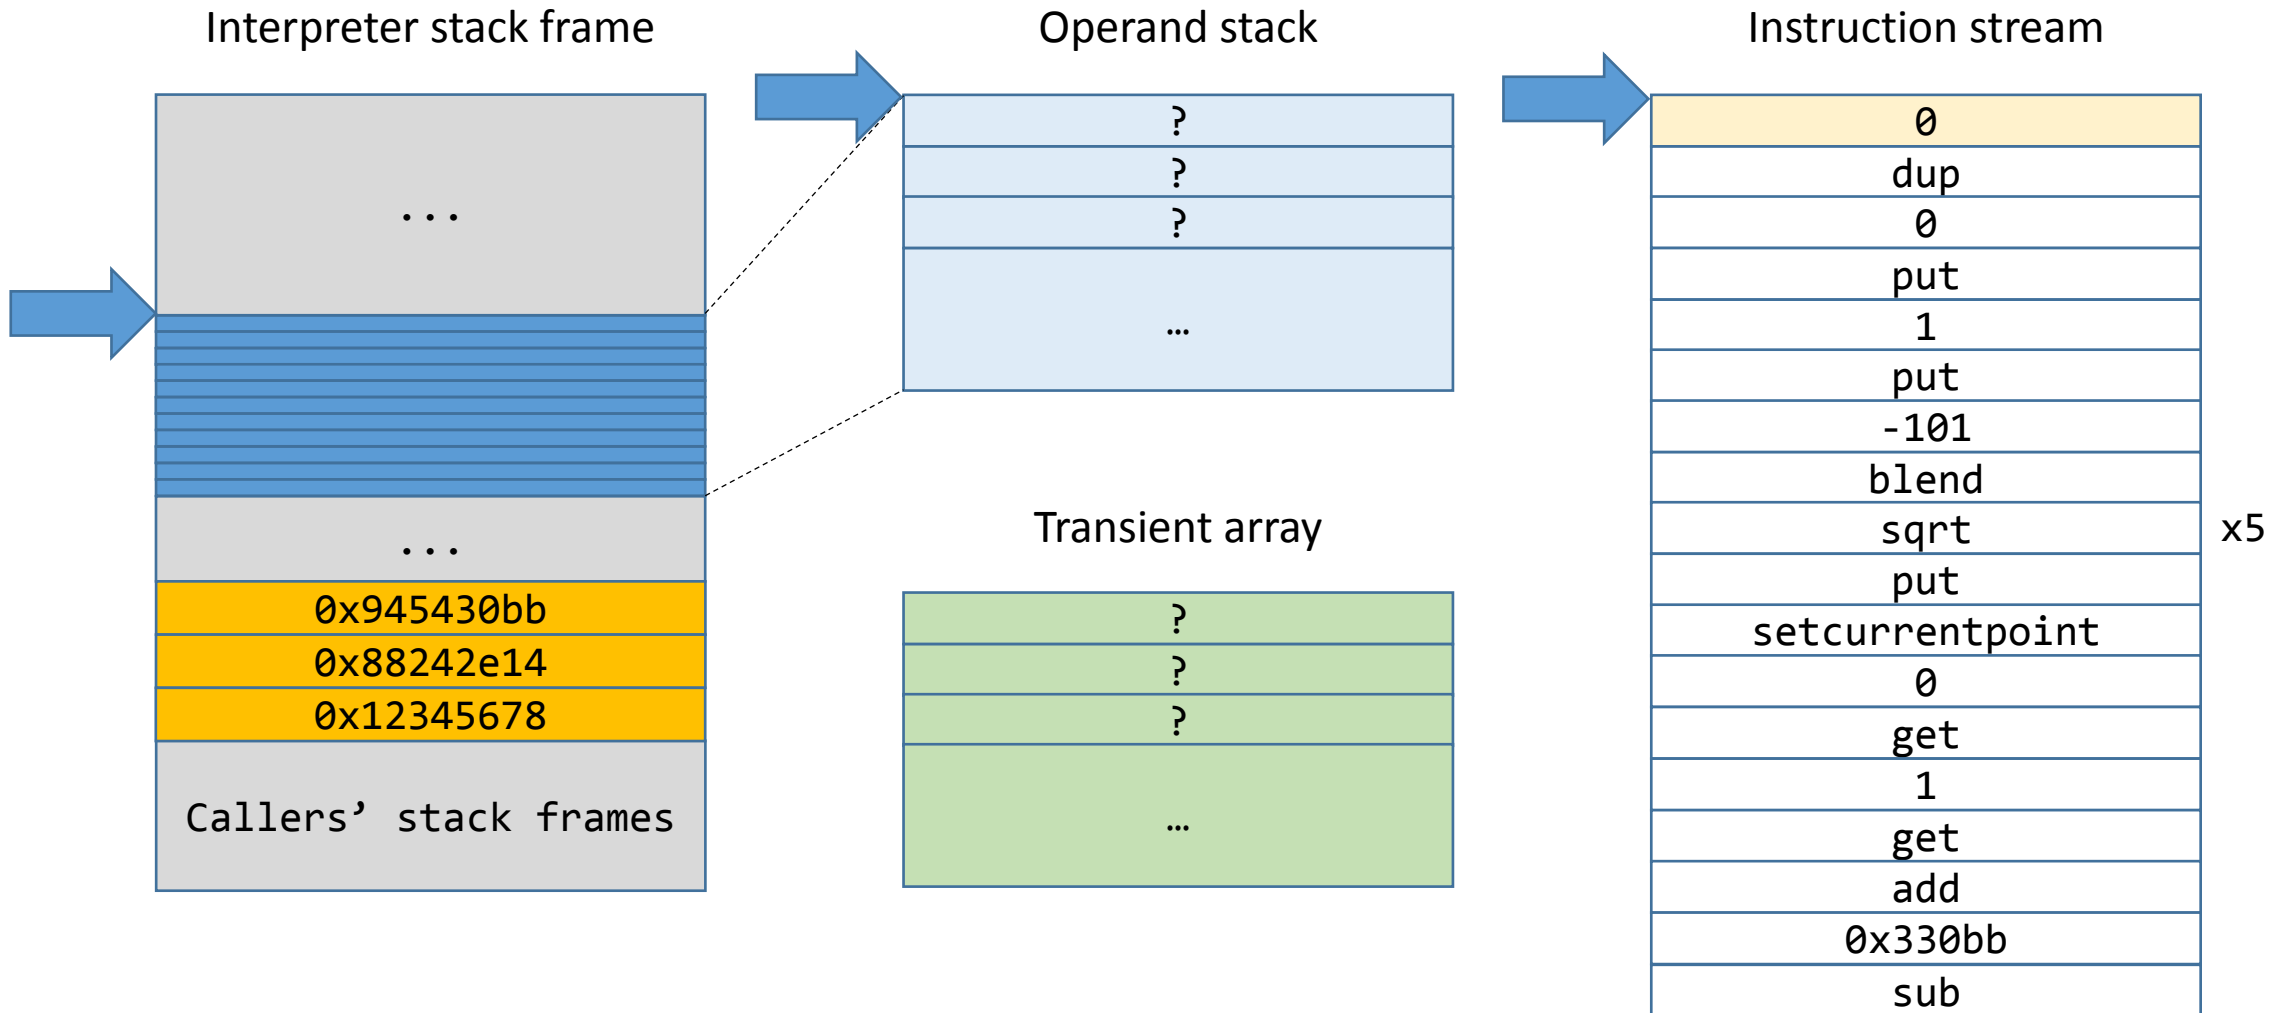 Interpreter stack frame
...
...
0x945430bb
0x88242e14
0x12345678
Callers’ stack frames
Operand stack
?
?
?
…
Transient array
?
?
?
…
Instruction stream
0
dup
0
put
1
put
-101
blend
sqrt x5
put
setcurrentpoint
0
get
1
get
add
0x330bb
sub